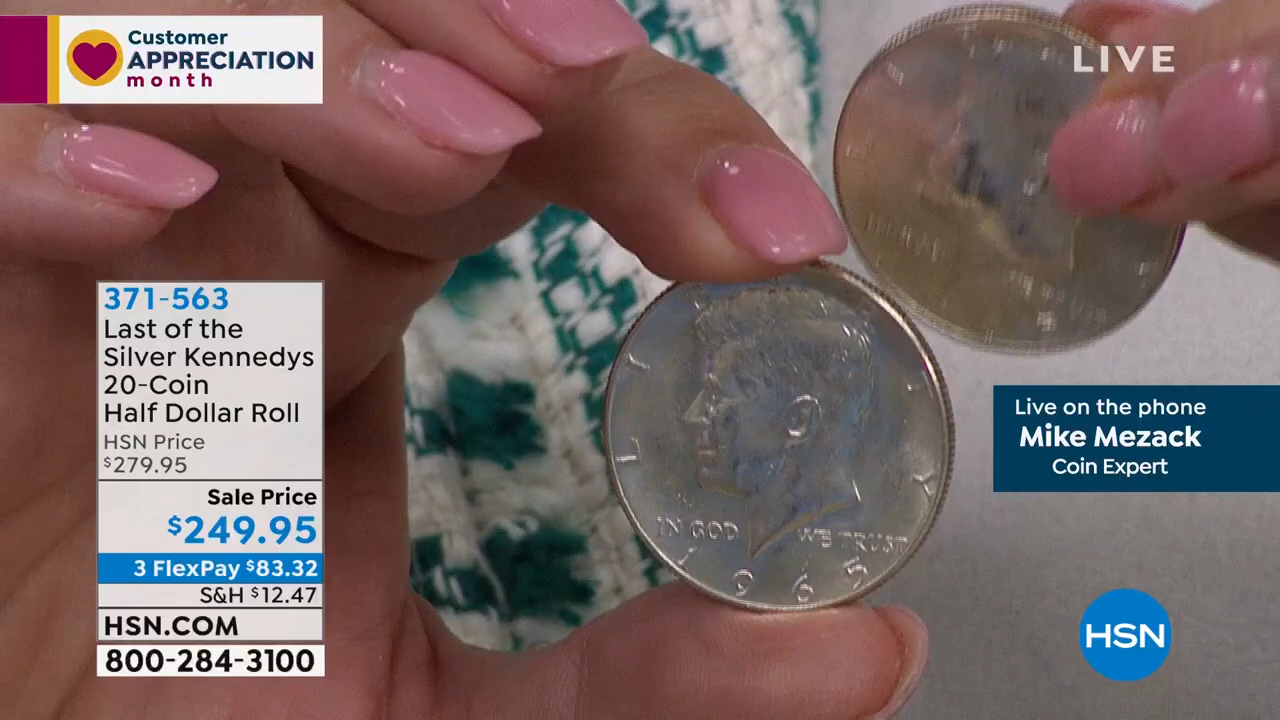 Customer
APPRECIATION
month
LIVE
371-563
Last of the
Silver Kennedys
20-Coin
Half Dollar Roll
HSN Price
$279.95
Sale Price
$249.95
3 FlexPay $83.32
S&H $12.47
HSN.COM
800-284-3100
Live on the phone
Mike Mezack
Coin Expert
HSN
L I T Y
IN GOD WE TRUST
1965